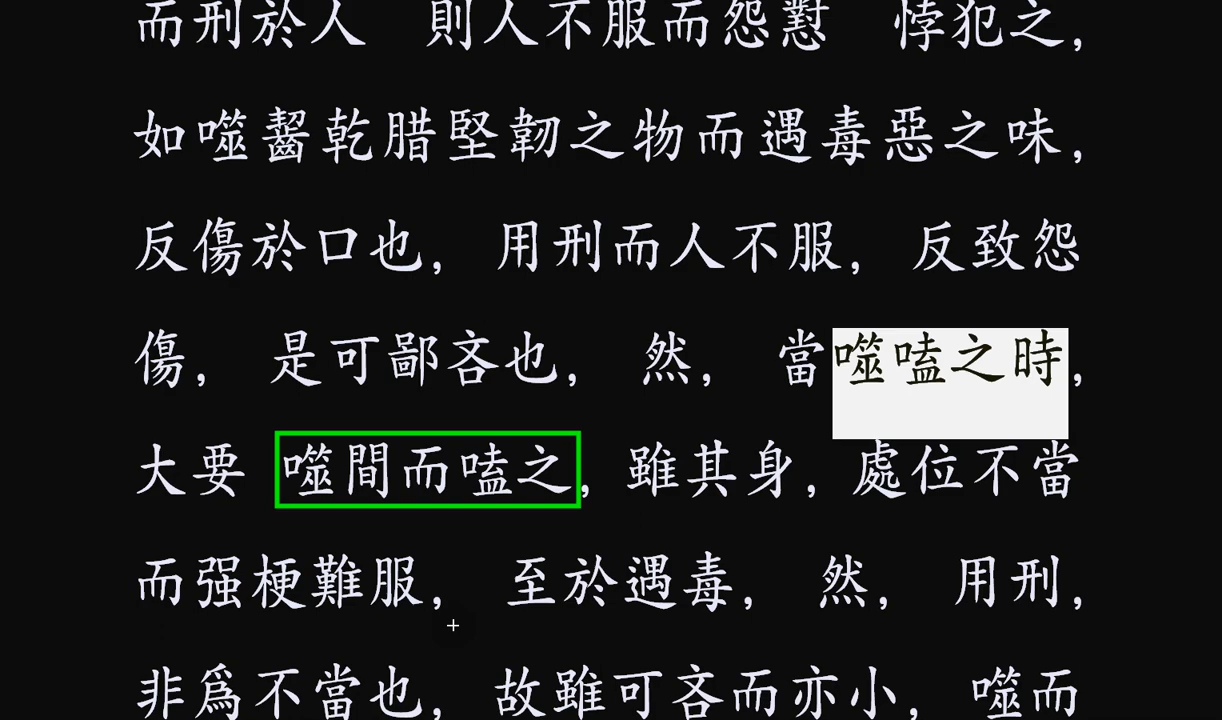 而刑於人 則人不服而怨懟 悖犯之,
如噬齧乾腊堅韌之物而遇毒惡之味,
反傷於口也, 用刑而人不服, 反致怨
傷, 是可鄙吝也, 然, 當噬嗑之時,
大要 噬間而嗑之, 雖其身, 處位不當
而强梗難服, 至於遇毒, 然, 用刑,
非爲不當也, 故雖可吝而亦小, 噬而